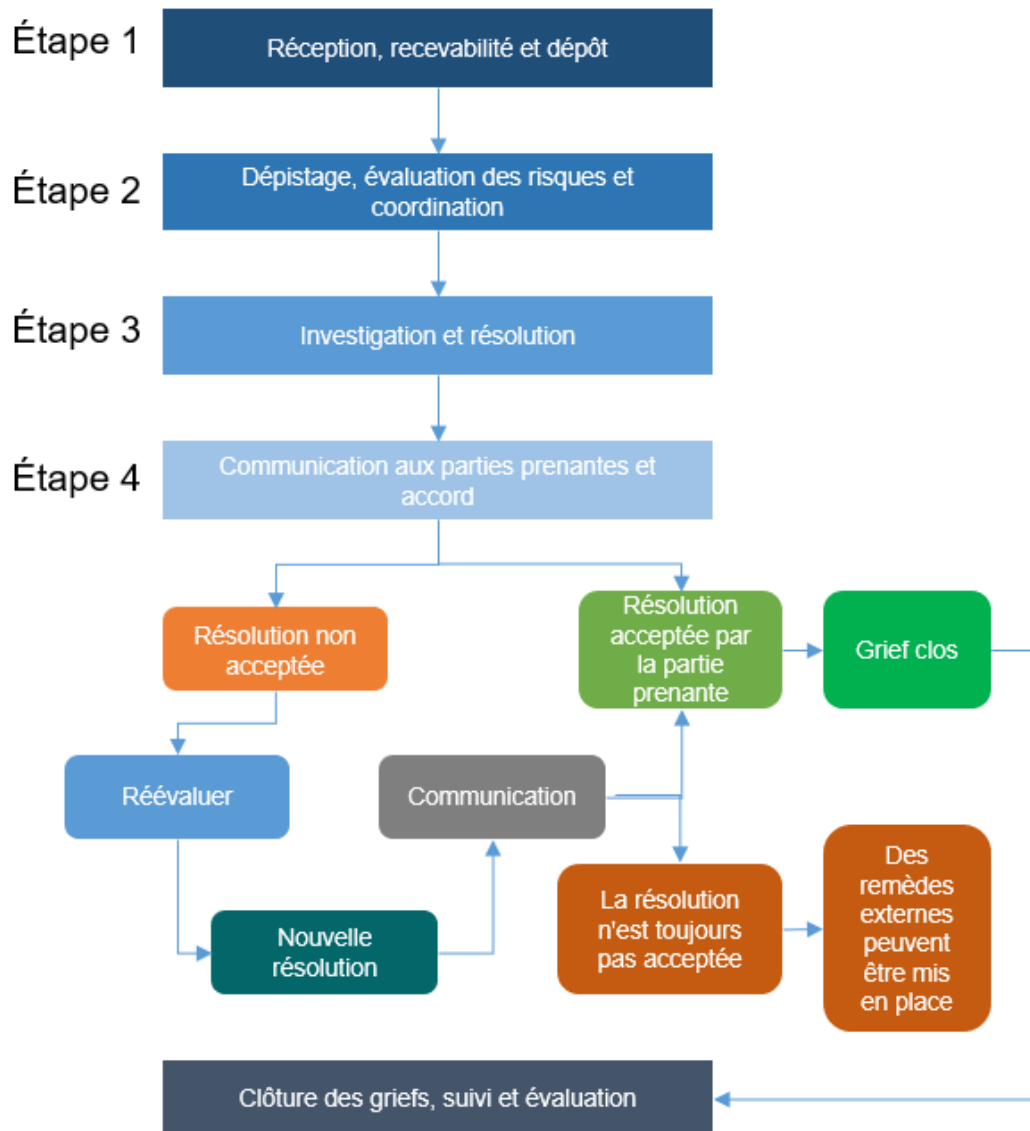 Étape 1
Réception, recevabilité et dépôt
Étape 2
Dépistage, évaluation des risques et
coordination
Étape 3
Investigation et résolution
Étape 4
Communication aux parties prenantes et
accord
Résolution non
acceptée
Résolution
acceptée par
la partie
prenante
Grief clos
Réévaluer
Communication
Nouvelle
résolution
La résolution
n'est toujours
pas acceptée
Des
remèdes
externes
peuvent
être mis
en place
Clôture des griefs, suivi et évaluation